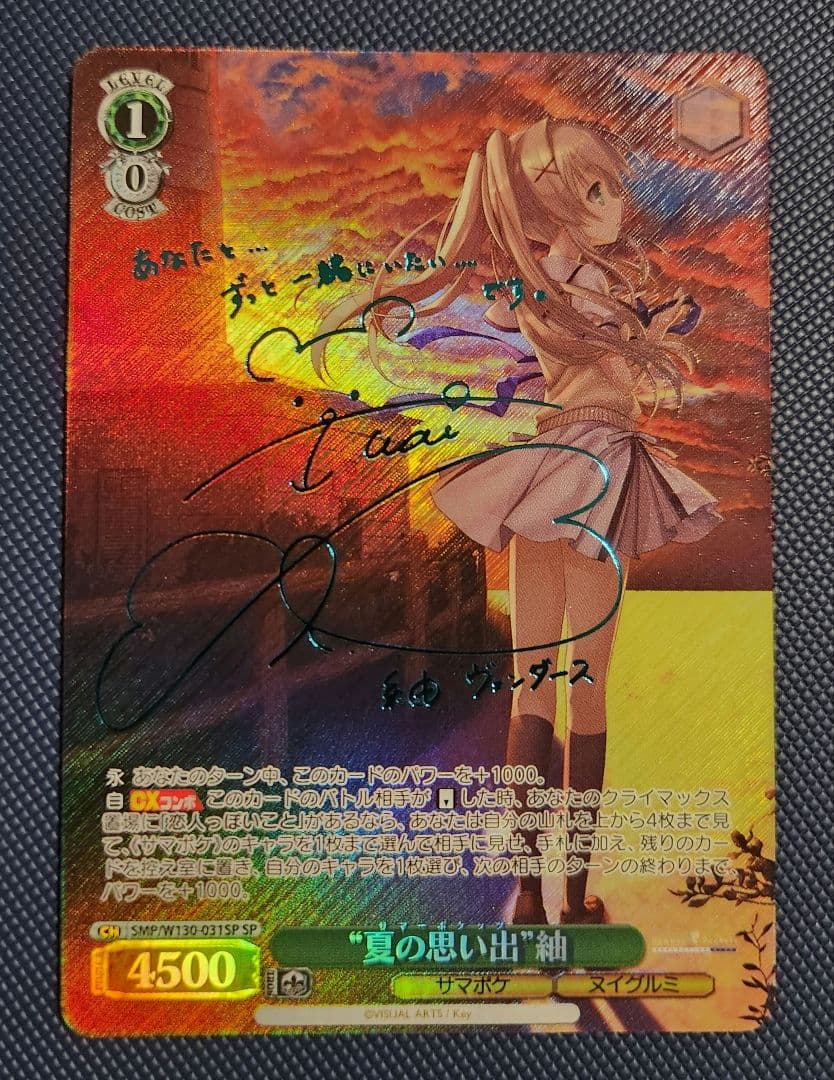 LEVEL
1
0
COST
あなたと…
ずっと一緒にいたい…
です。
紬 ヴェンダース
永 あなたのターン中、このカードのパワーを+1000。
自 CXコンボ このカードのバトル相手が した時、あなたのクライマックス
置場に「恋人っぽいこと」があるなら、あなたは自分の山札を上から4枚まで見
て、《サマポケ》のキャラを1枚まで選んで相手に見せ、手札に加え、残りのカー
ドを控え室に置き、自分のキャラを1枚選び、次の相手のターンの終わりまで、
パワーを+1000。
CH SMP/W130-031SP SP
サマーポケッツ
“夏の思い出”紬
4500
サマポケ ヌイグルミ
©VISUAL ARTS / Key